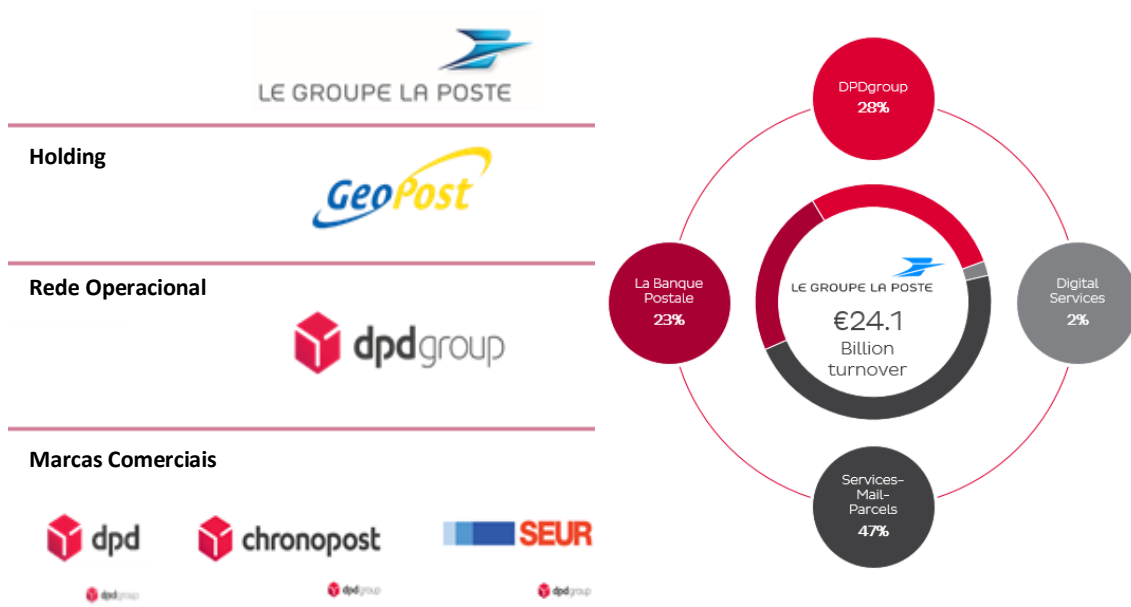 LE GROUPE LA POSTE
Holding
GeoPost
Rede Operacional
dpdgroup
Marcas Comerciais
dpd
chronopost
SEUR
dpdgroup
dpdgroup
dpdgroup
DPDgroup
28%
La Banque
Postale
23%
LE GROUPE LA POSTE
€24.1
Billion
turnover
Digital
Services
2%
Services-
Mail-
Parcels
47%